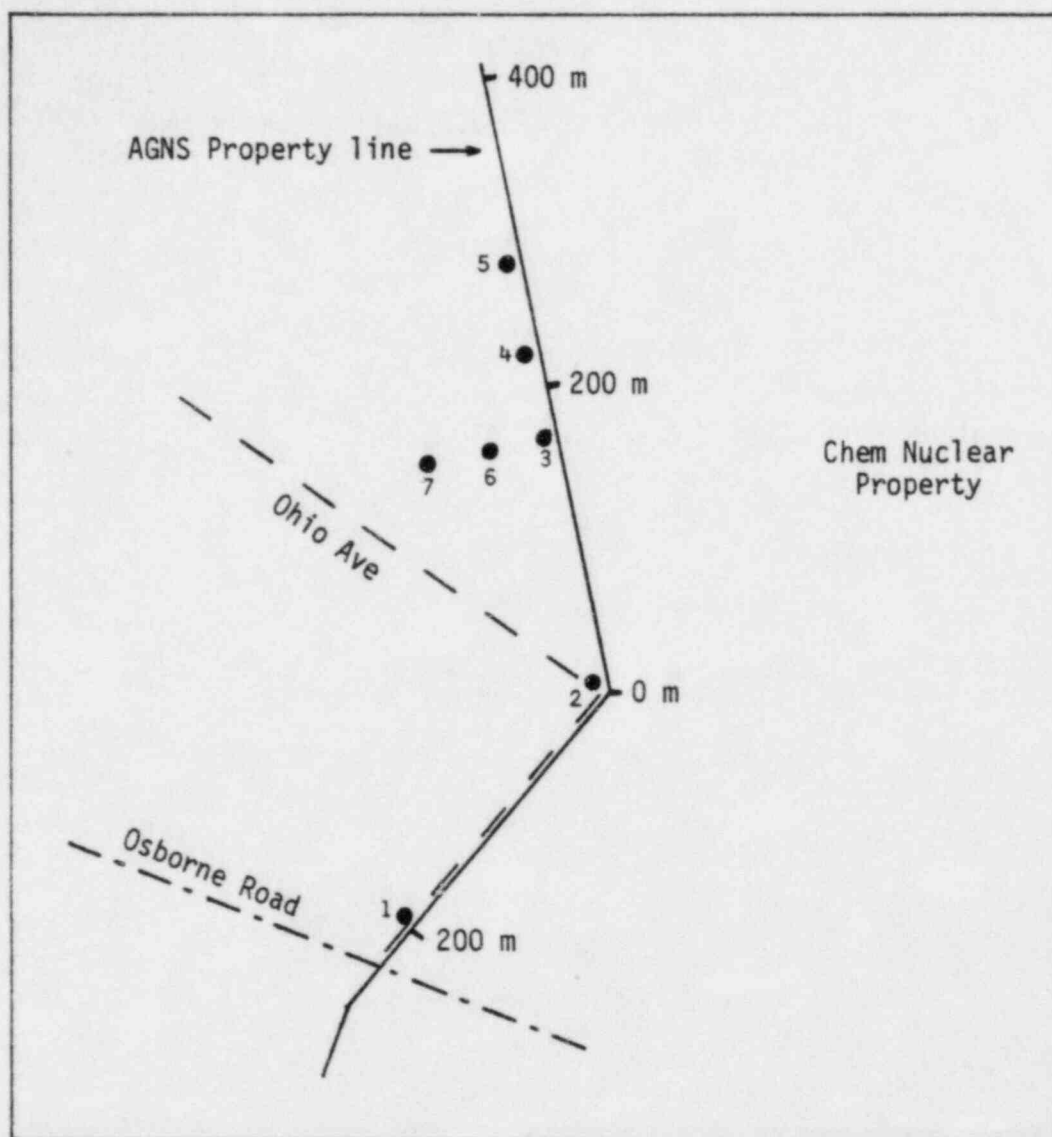 400 m
AGNS Property line
5
4
200 m
3
6
7
Chem Nuclear
Property
Ohio Ave
2
0 m
Osborne Road
1
200 m